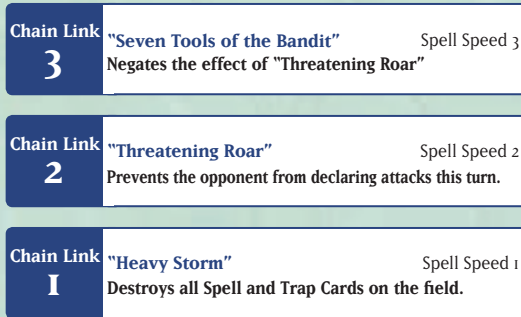 Chain Link
3
“Seven Tools of the Bandit” Spell Speed 3
Negates the effect of “Threatening Roar”
Chain Link
2
“Threatening Roar” Spell Speed 2
Prevents the opponent from declaring attacks this turn.
Chain Link
1
“Heavy Storm” Spell Speed 1
Destroys all Spell and Trap Cards on the field.